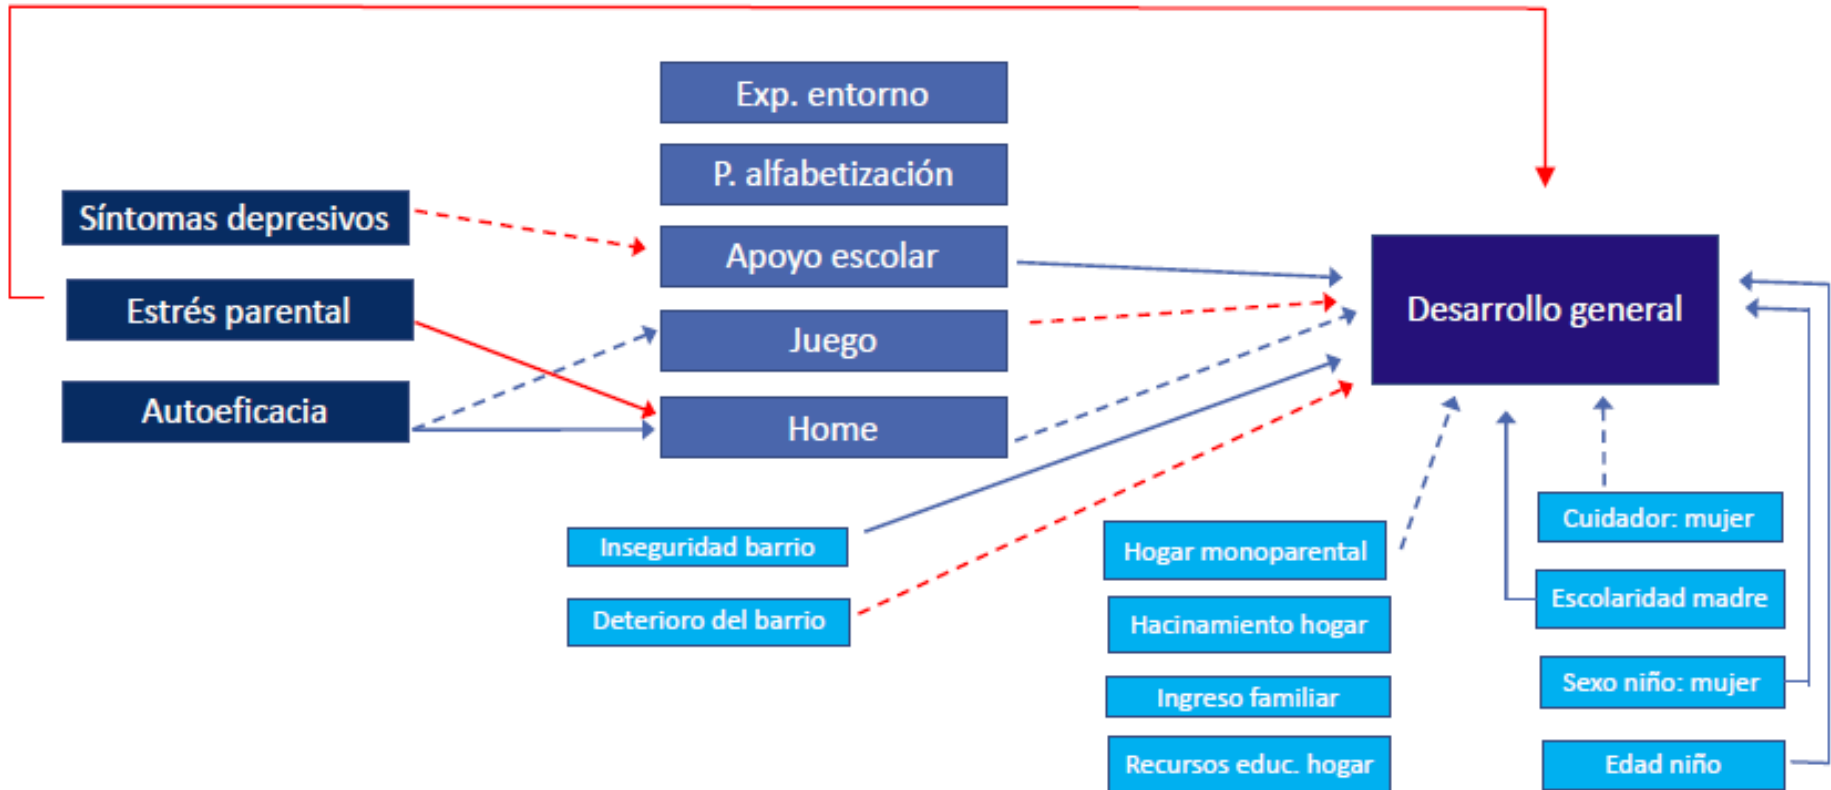 Exp. entorno
P. alfabetización
Síntomas depresivos
Apoyo escolar
Estrés parental
Juego
Desarrollo general
Autoeficacia
Home
Inseguridad barrio
Deterioro del barrio
Hogar monoparental
Hacinamiento hogar
Ingreso familiar
Recursos educ. hogar
Cuidador: mujer
Escolaridad madre
Sexo niño: mujer
Edad niño